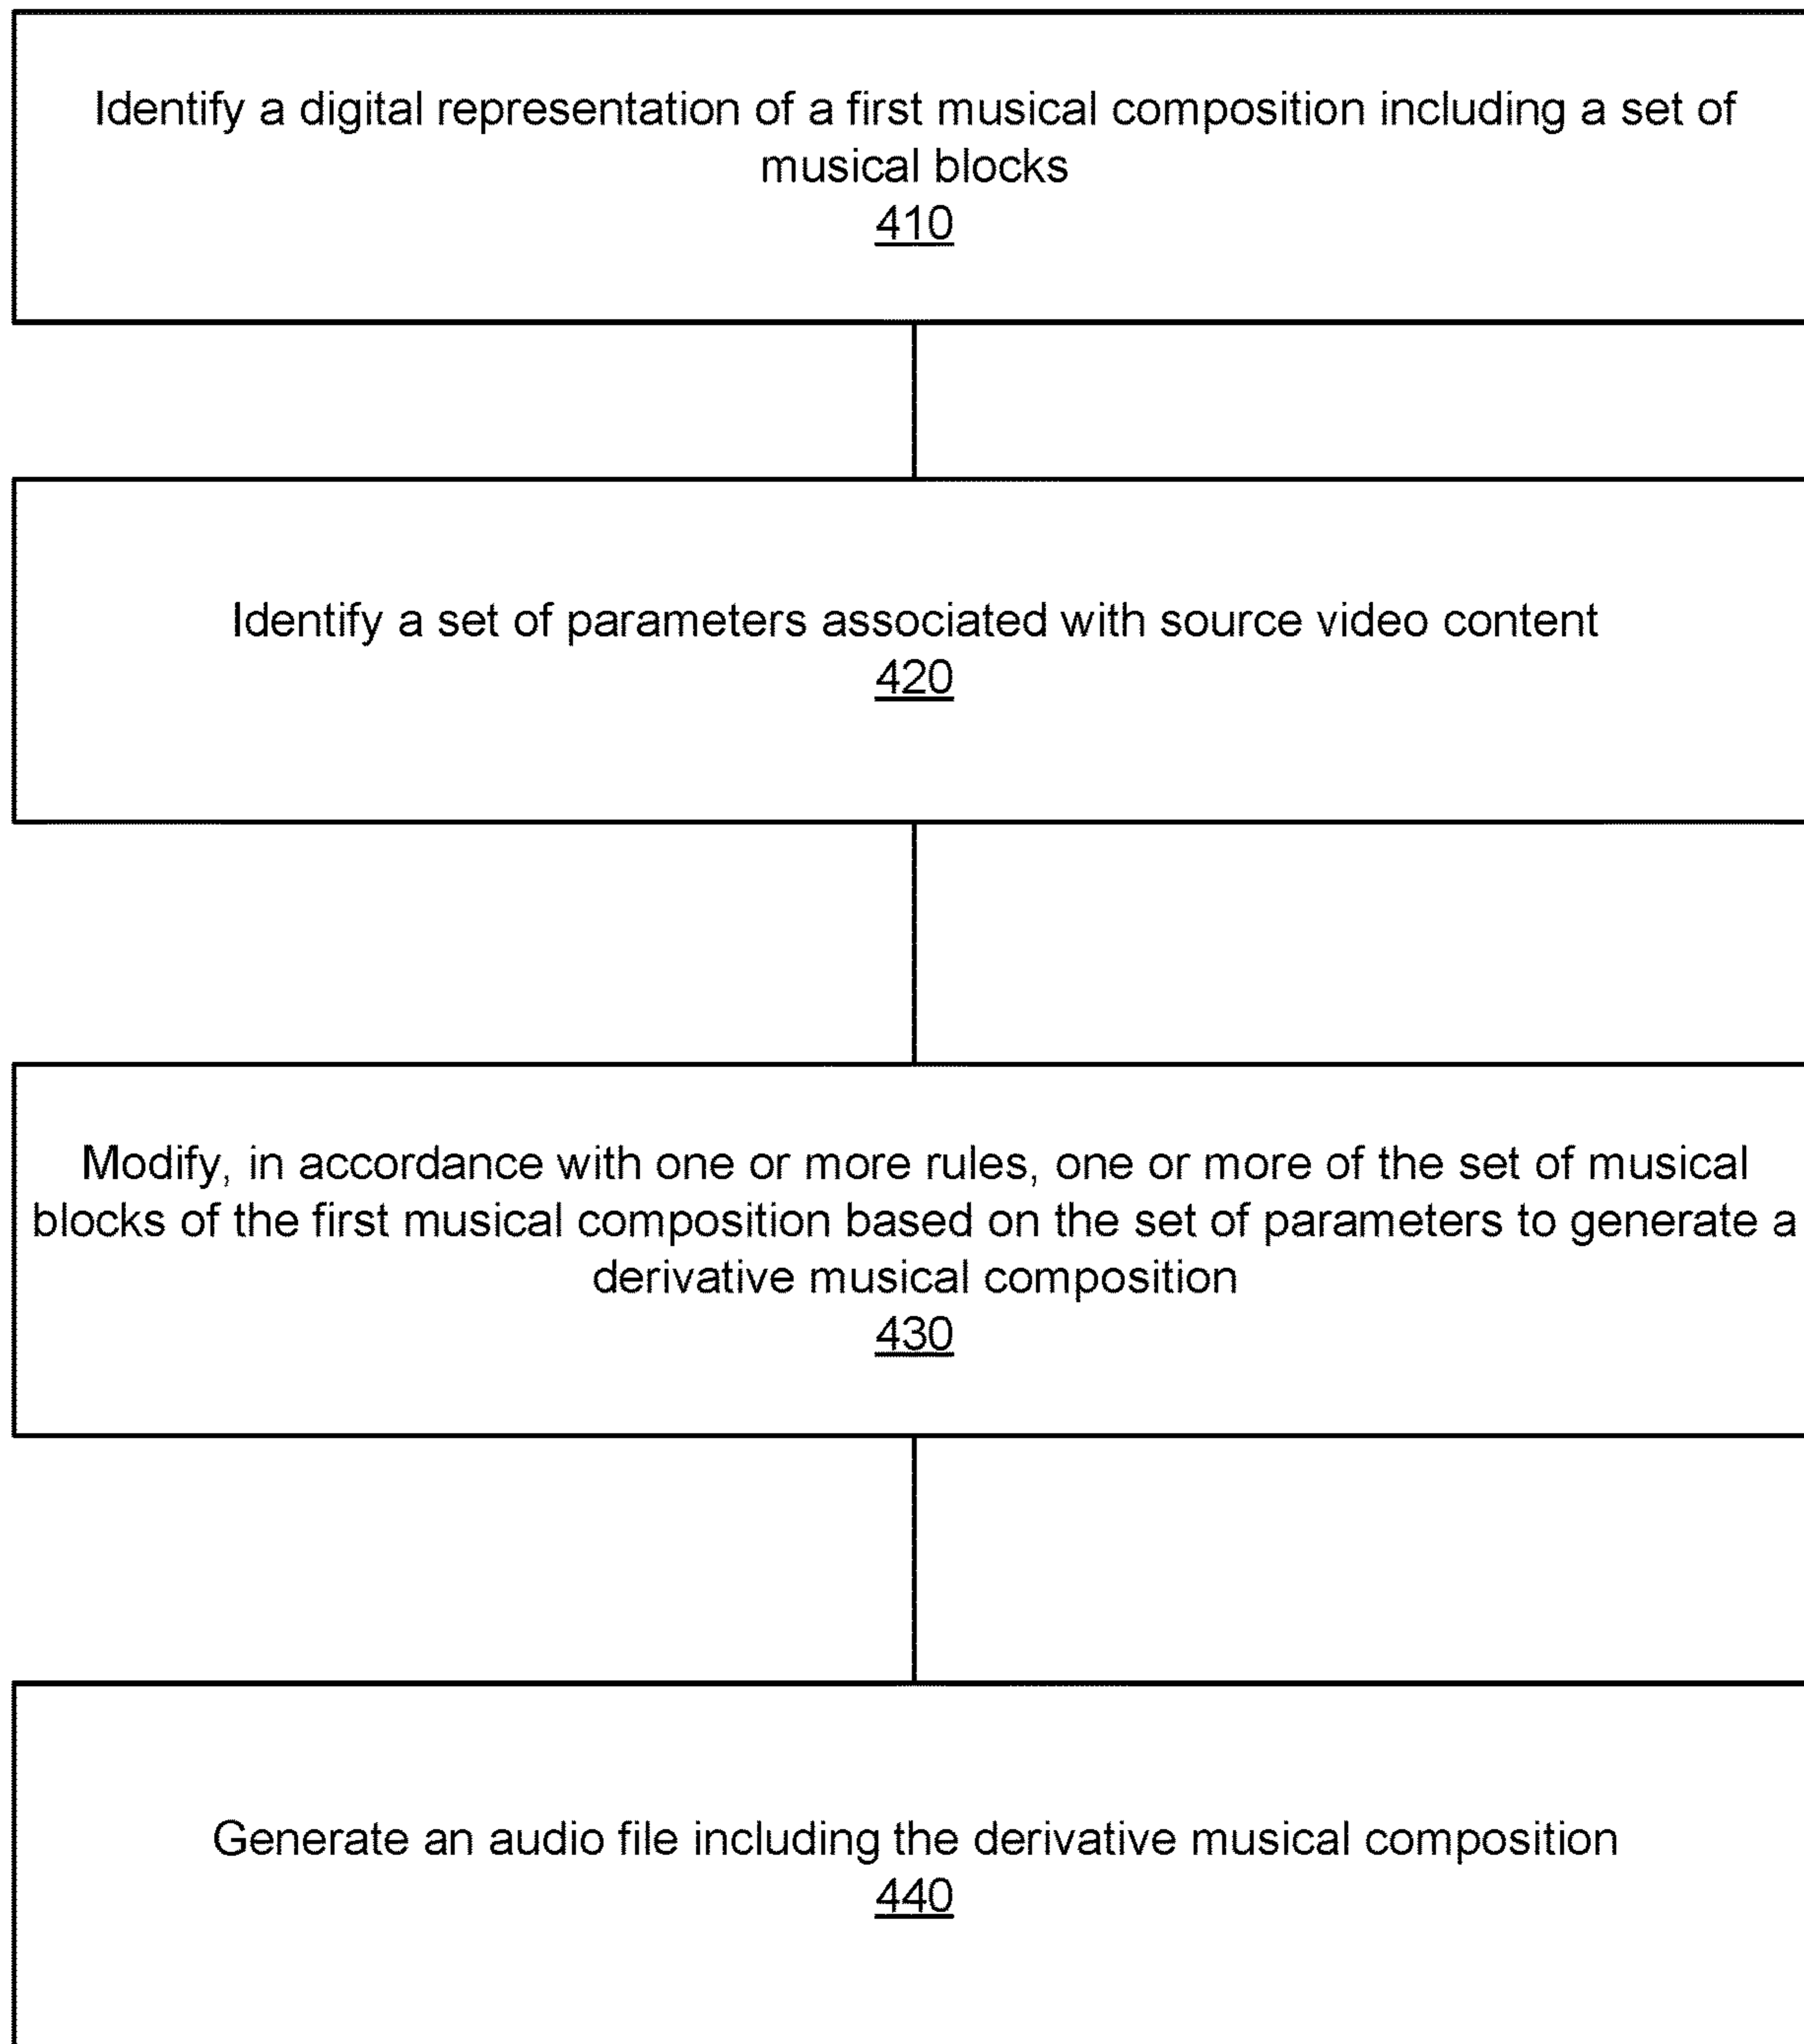 Identify a digital representation of a first musical composition including a set of
musical blocks
410
Identify a set of parameters associated with source video content
420
Modify, in accordance with one or more rules, one or more of the set of musical
blocks of the first musical composition based on the set of parameters to generate a
derivative musical composition
430
Generate an audio file including the derivative musical composition
440